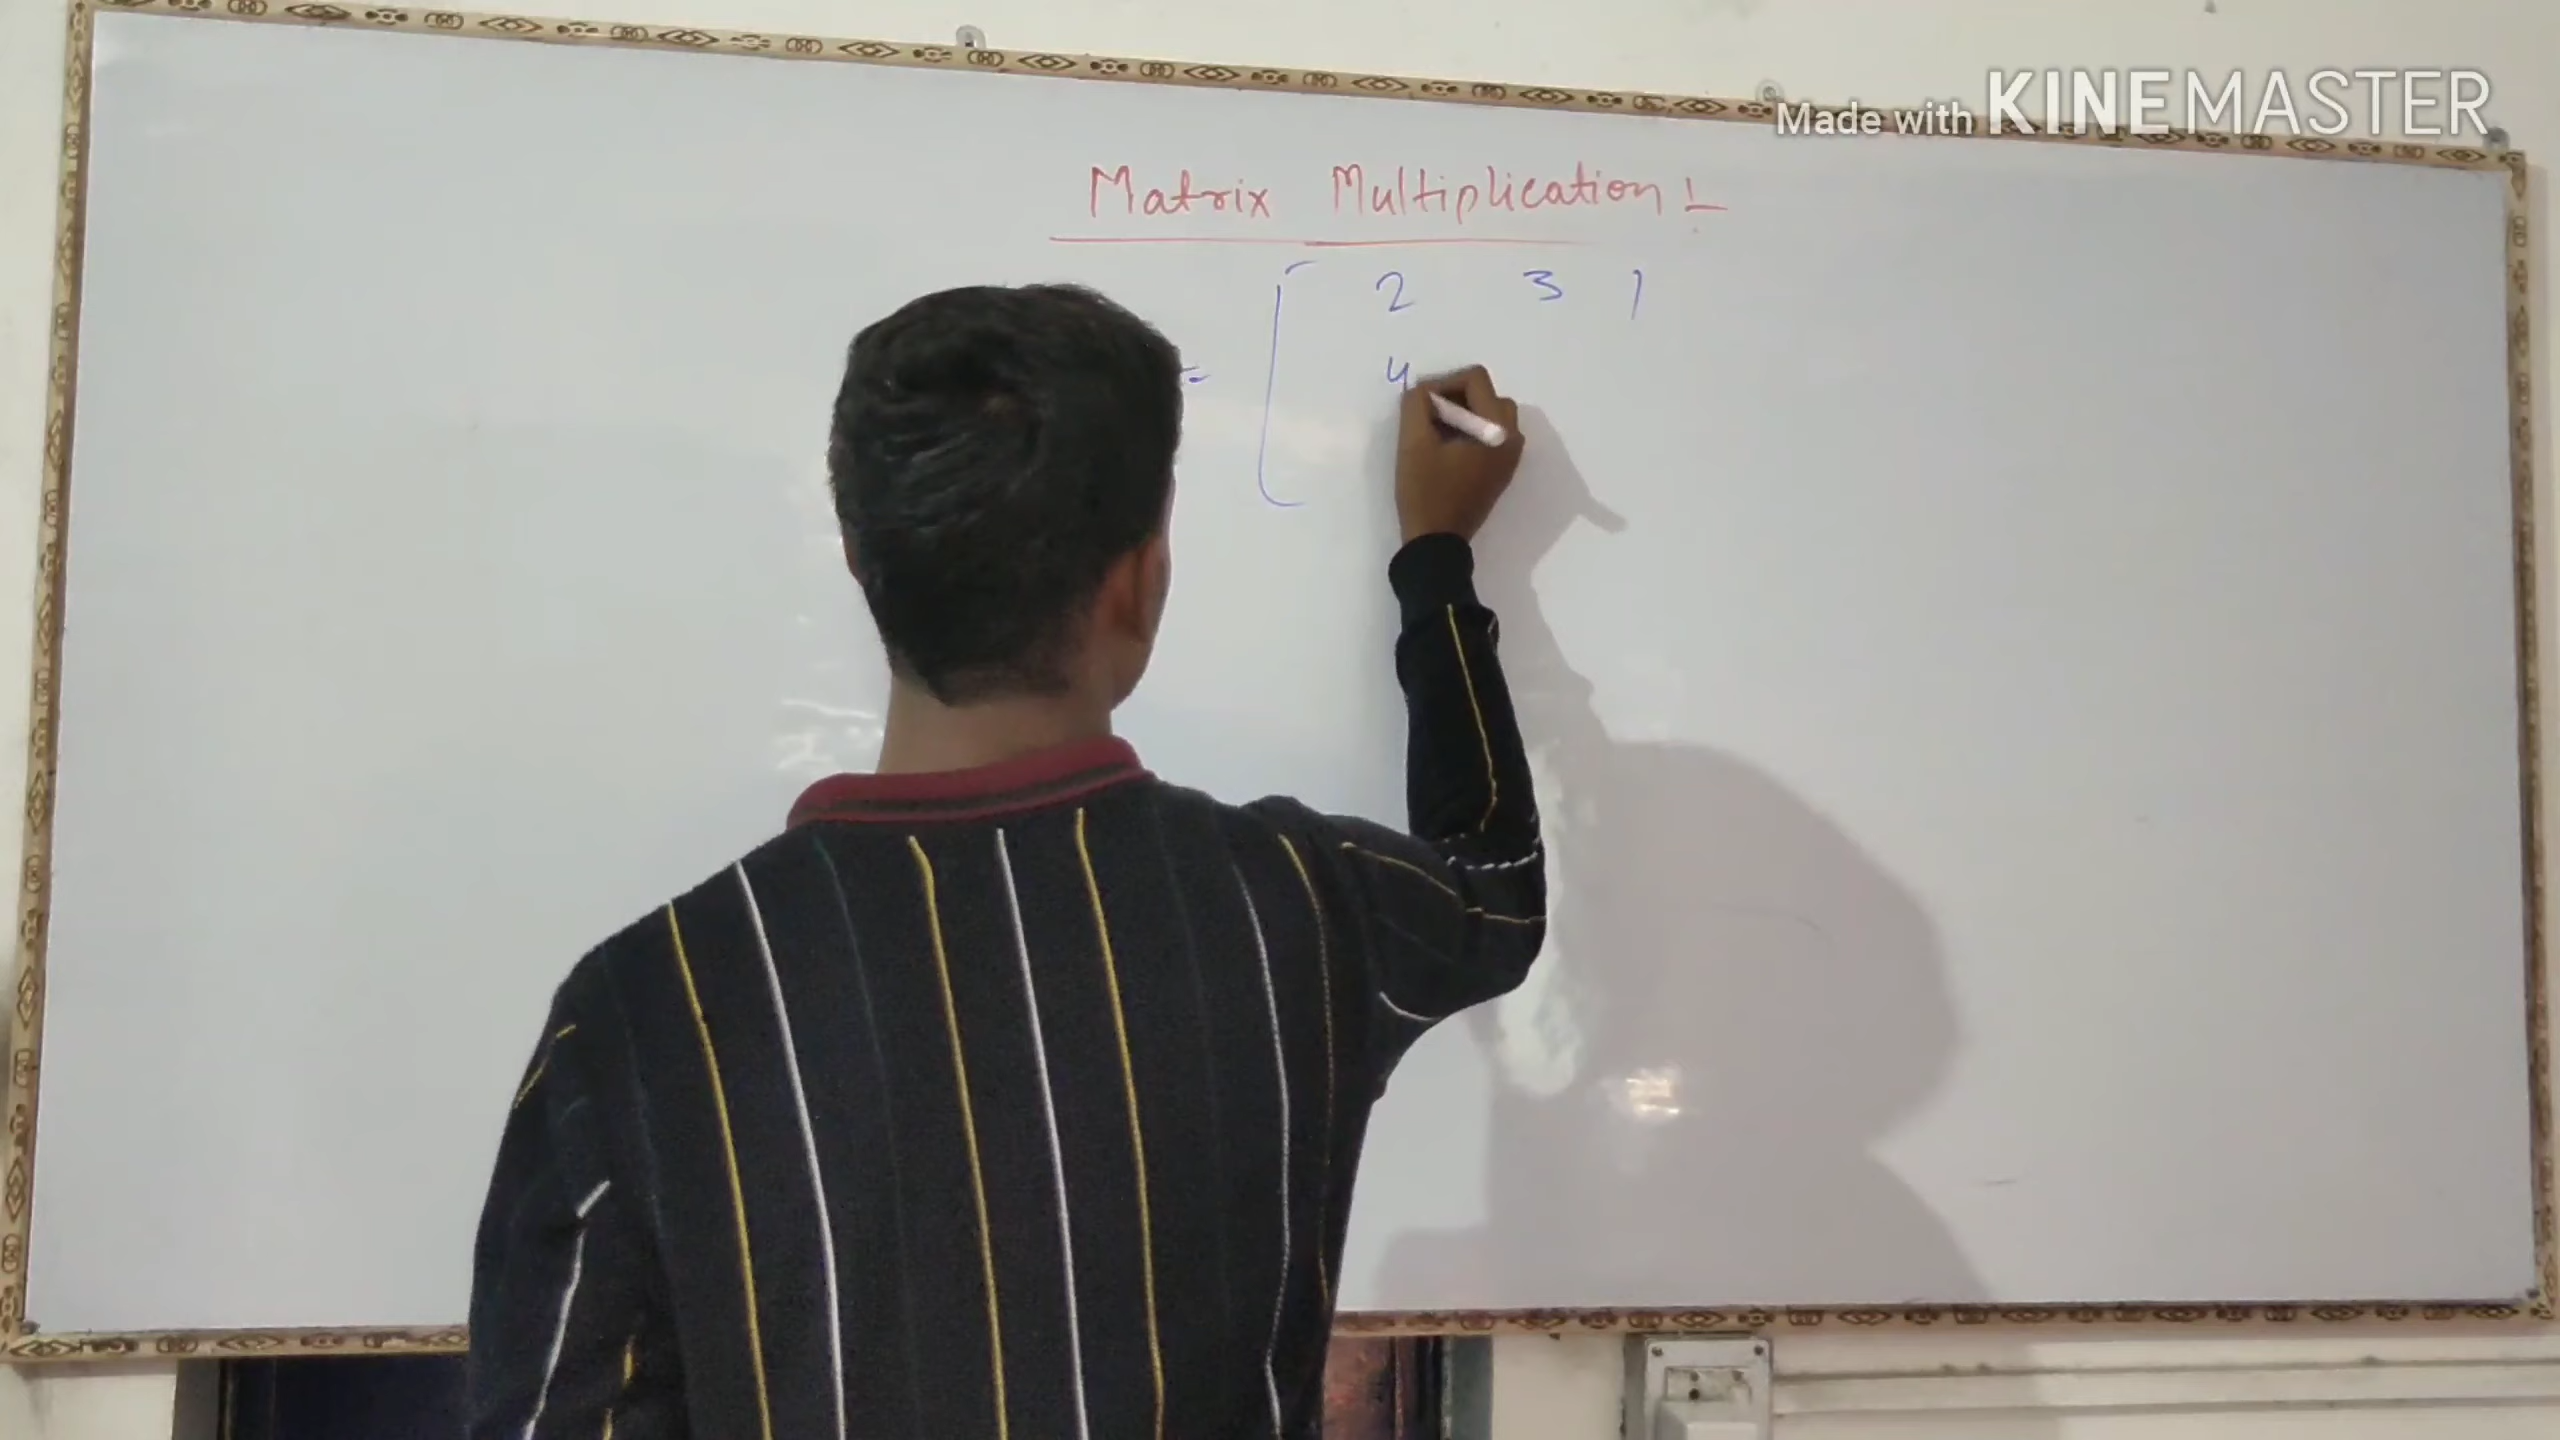 Made with KINEMASTER
Matrix Multiplication :-
2 3 1
= [ 4